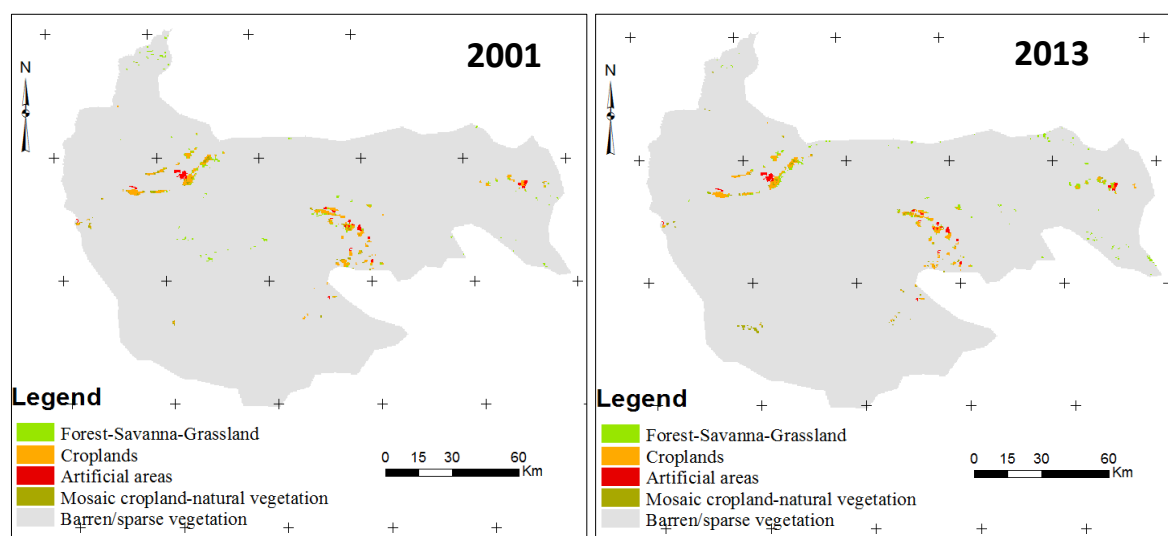 2001
N
Legend
Forest-Savanna-Grassland
Croplands
Artificial areas
Mosaic cropland-natural vegetation
Barren/sparse vegetation
0 15 30 60
Km
2013
N
Legend
Forest-Savanna-Grassland
Croplands
Artificial areas
Mosaic cropland-natural vegetation
Barren/sparse vegetation
0 15 30 60
Km